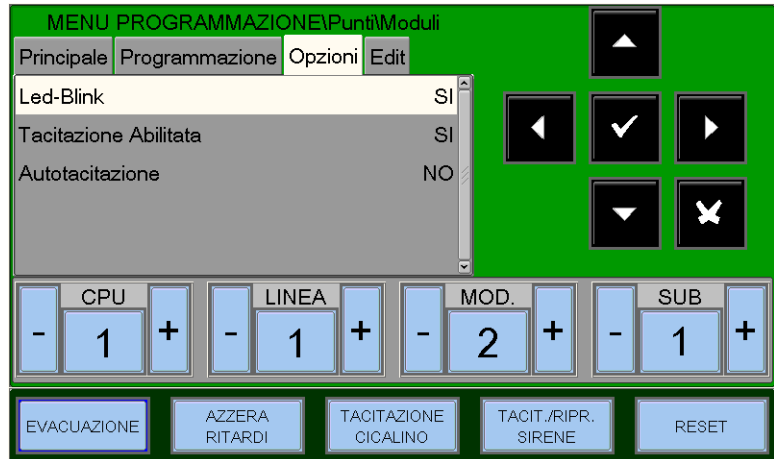 MENU PROGRAMMAZIONE\Punti\Moduli
Principale Programmazione Opzioni Edit
Led-Blink SI
Tacitazione Abilitata SI
Autotacitazione NO
CPU LINEA MOD. SUB
- 1 + - 1 + - 2 + - 1 +
EVACUAZIONE AZZERA TACITAZIONE TACIT./RIPR. RESET
RITARDI CICALINO SIRENE